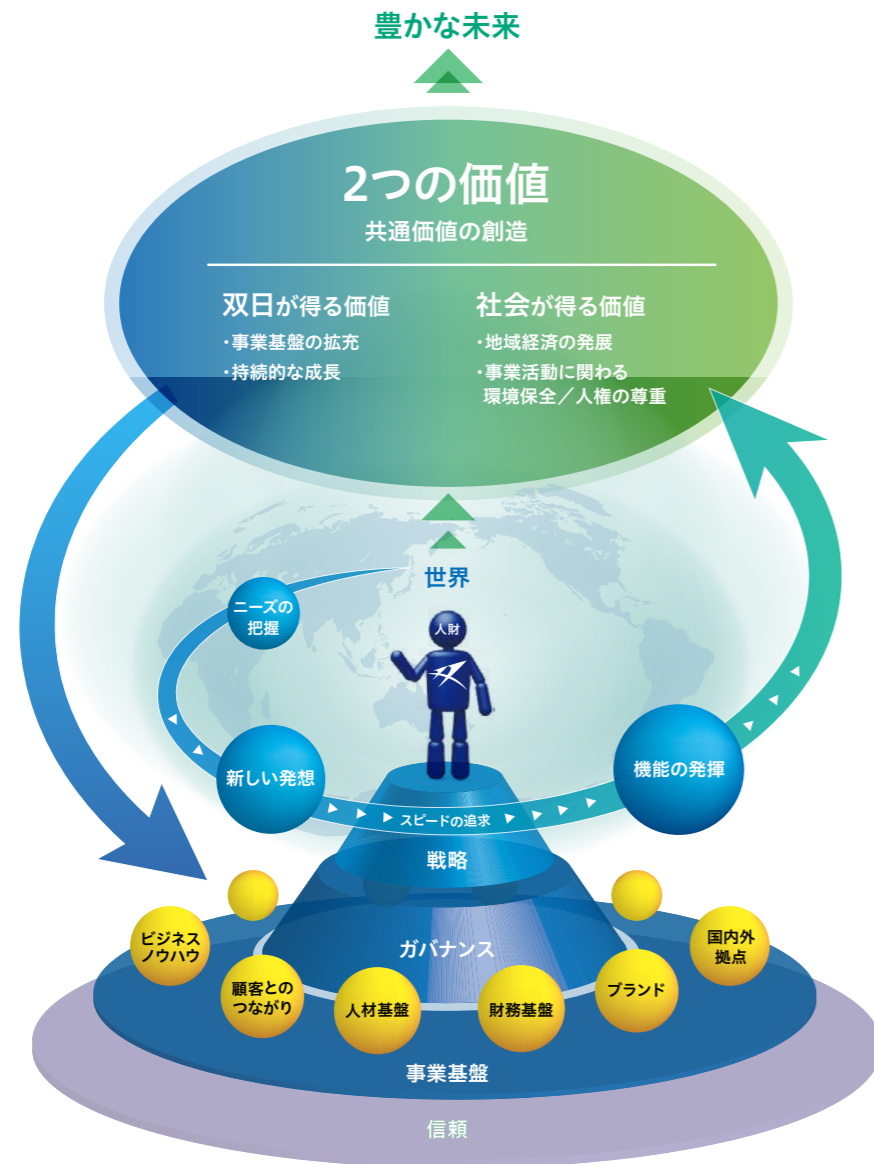 豊かな未来
2つの価値
共通価値の創造
双日が得る価値
・事業基盤の拡充
・持続的な成長
社会が得る価値
・地域経済の発展
・事業活動に関わる
環境保全／人権の尊重
世界
ニーズの
把握
人財
新しい発想
機能の発揮
スピードの追求
戦略
ガバナンス
ビジネス
ノウハウ
顧客との
つながり
人材基盤
財務基盤
ブランド
国内外
拠点
事業基盤
信頼